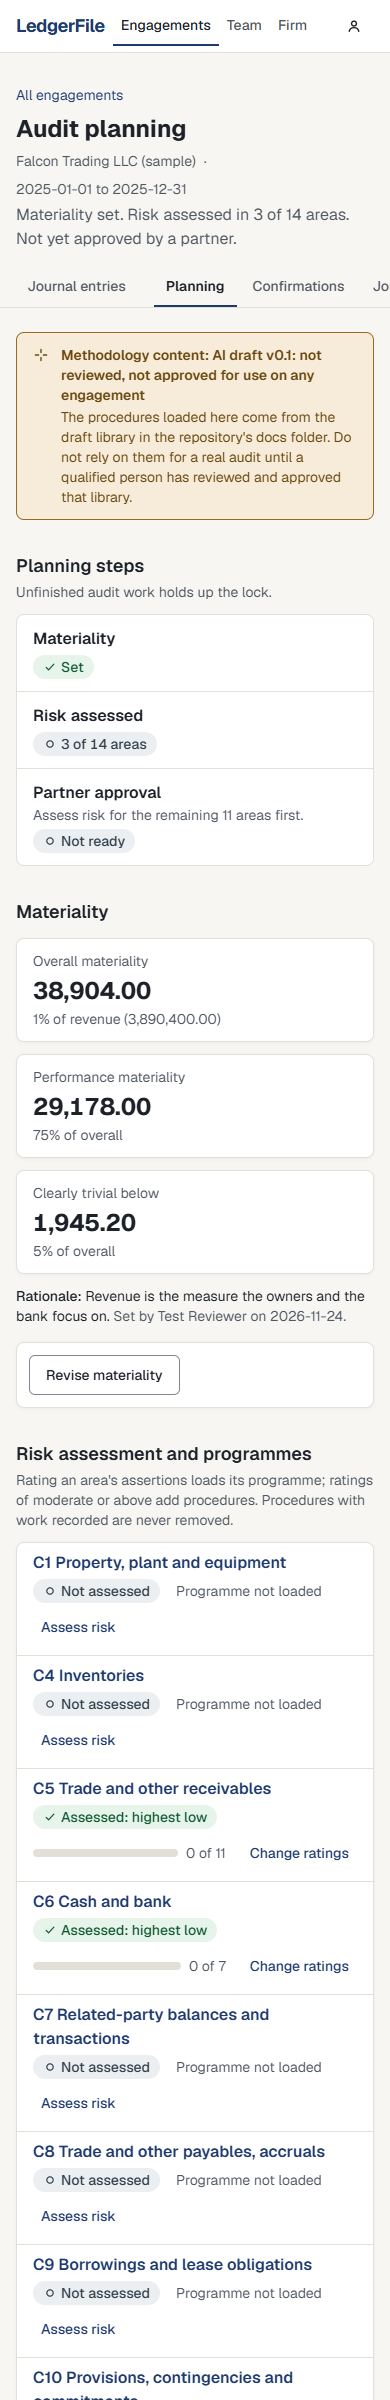 LedgerFile Engagements Team Firm
All engagements
Audit planning
Falcon Trading LLC (sample) ·
2025-01-01 to 2025-12-31
Materiality set. Risk assessed in 3 of 14 areas.
Not yet approved by a partner.
Journal entries Planning Confirmations Jo
Methodology content: AI draft v0.1: not
reviewed, not approved for use on any
engagement
The procedures loaded here come from the
draft library in the repository's docs folder. Do
not rely on them for a real audit until a
qualified person has reviewed and approved
that library.
Planning steps
Unfinished audit work holds up the lock.
Materiality
Set
Risk assessed
3 of 14 areas
Partner approval
Assess risk for the remaining 11 areas first.
Not ready
Materiality
Overall materiality
38,904.00
1% of revenue (3,890,400.00)
Performance materiality
29,178.00
75% of overall
Clearly trivial below
1,945.20
5% of overall
Rationale: Revenue is the measure the owners and the
bank focus on. Set by Test Reviewer on 2026-11-24.
Revise materiality
Risk assessment and programmes
Rating an area's assertions loads its programme; ratings
of moderate or above add procedures. Procedures with
work recorded are never removed.
C1 Property, plant and equipment
Not assessed Programme not loaded
Assess risk
C4 Inventories
Not assessed Programme not loaded
Assess risk
C5 Trade and other receivables
Assessed: highest low
0 of 11 Change ratings
C6 Cash and bank
Assessed: highest low
0 of 7 Change ratings
C7 Related-party balances and
transactions
Not assessed Programme not loaded
Assess risk
C8 Trade and other payables, accruals
Not assessed Programme not loaded
Assess risk
C9 Borrowings and lease obligations
Not assessed Programme not loaded
Assess risk
C10 Provisions, contingencies and